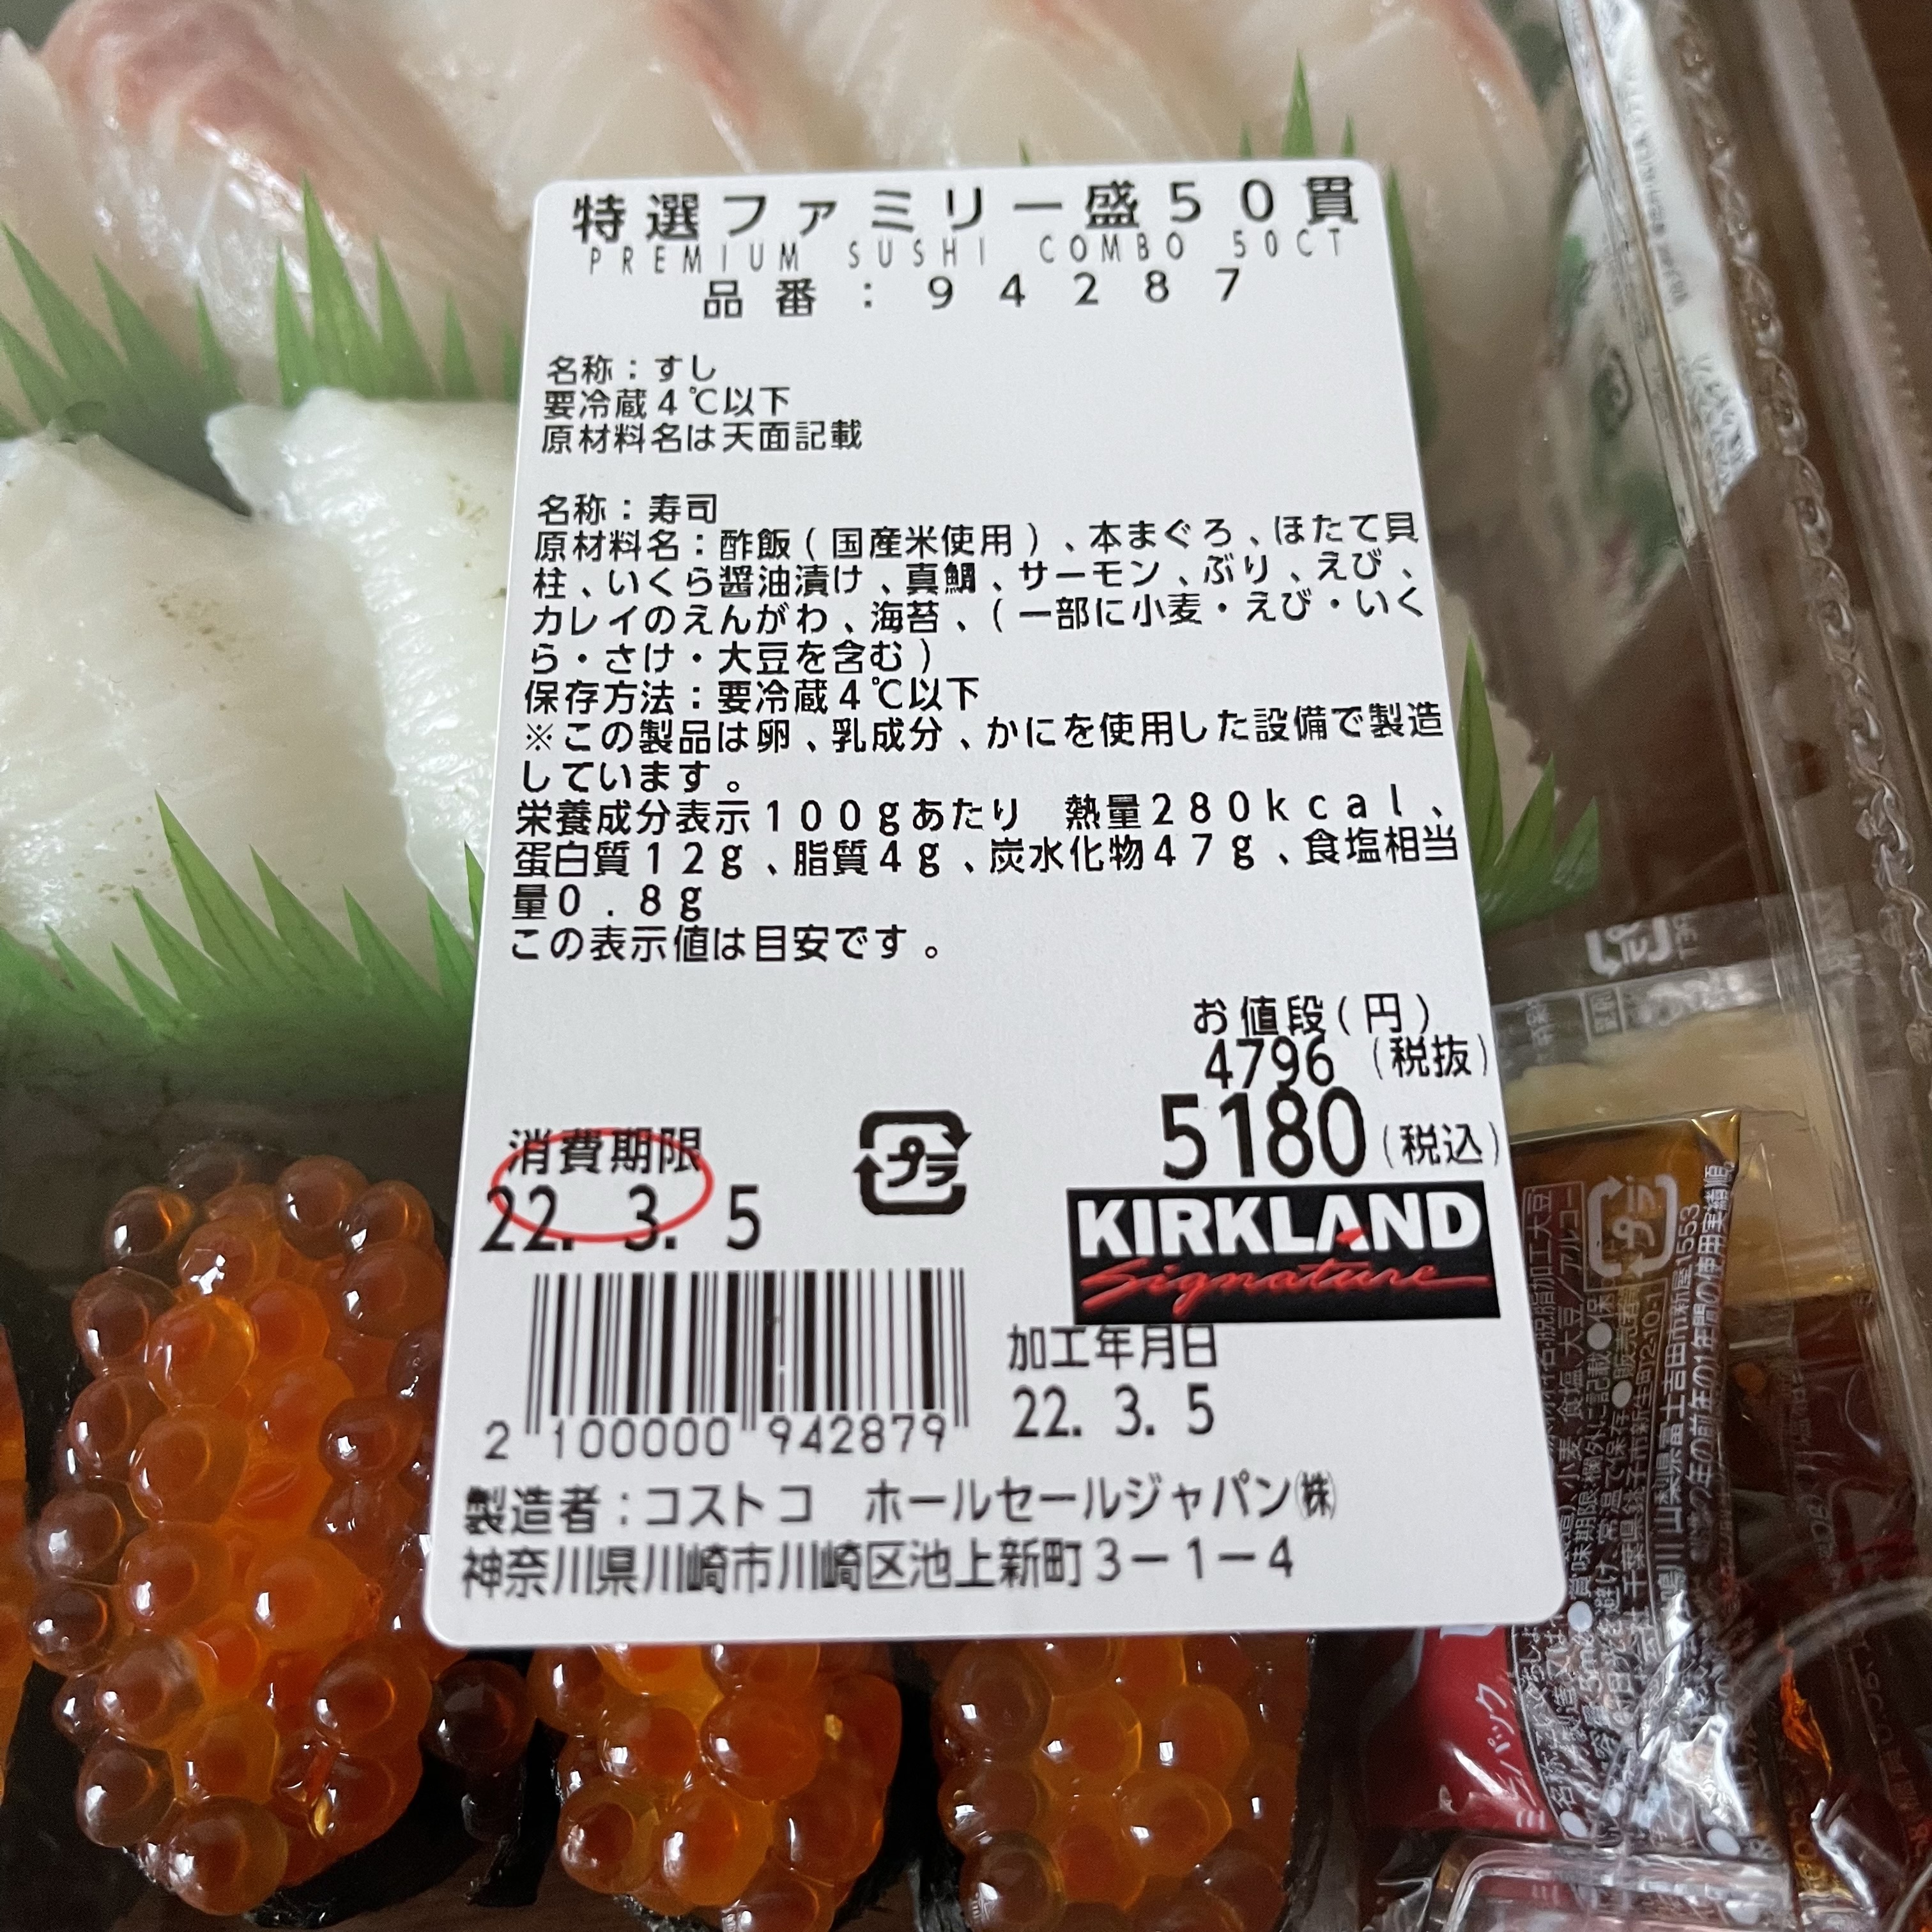 特選ファミリー盛50貫
PREMIUM SUSHI COMBO 50CT
品番：94287
名称：すし
要冷蔵4℃以下
原材料名は天面記載
名称：寿司
原材料名：酢飯(国産米使用)、本まぐろ、ほたて貝
柱、いくら醤油漬け、真鯛、サーモン、ぶり、えび、
カレイのえんがわ、海苔、(一部に小麦・えび・いく
ら・さけ・大豆を含む)
保存方法：要冷蔵4℃以下
※この製品は卵、乳成分、かにを使用した設備で製造
しています。
栄養成分表示100gあたり 熱量280kcal、
蛋白質12g、脂質4g、炭水化物47g、食塩相当
量0.8g
この表示値は目安です。
お値段(円)
4796 (税抜)
5180 (税込)
消費期限
22. 3. 5
プラ
KIRKLAND
Signature
加工年月日
22. 3. 5
2 100000 942879
製造者：コストコ ホールセールジャパン㈱
神奈川県川崎市川崎区池上新町3－1－4
プラ
ミニパック